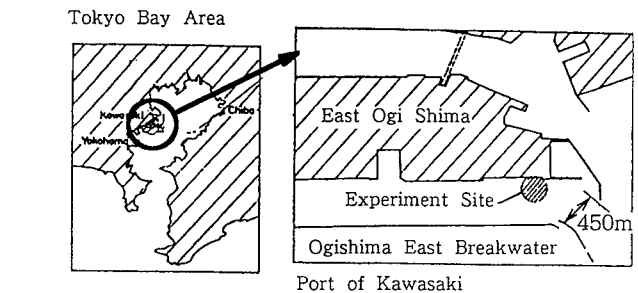 Tokyo Bay Area
Kawasaki
Chiba
Yokohama
East Ogi Shima
Experiment Site
450m
Ogishima East Breakwater
Port of Kawasaki